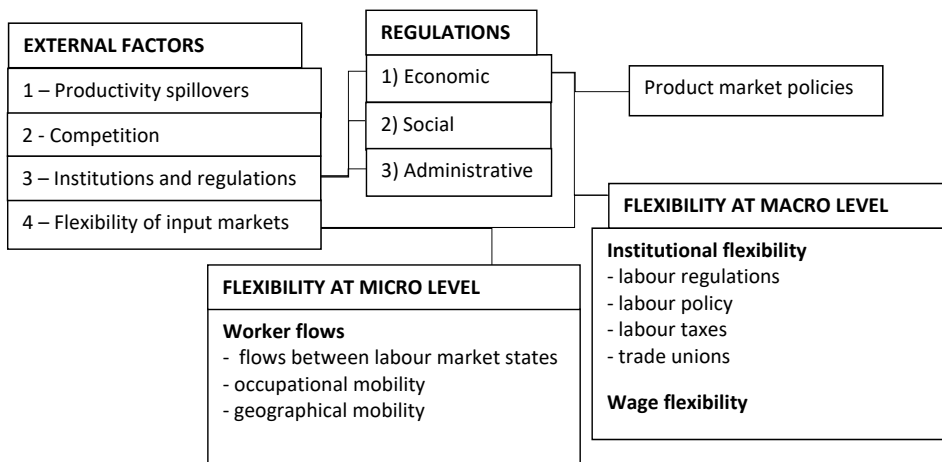 EXTERNAL FACTORS
1 – Productivity spillovers
2 - Competition
3 – Institutions and regulations
4 – Flexibility of input markets
REGULATIONS
1) Economic
2) Social
3) Administrative
Product market policies
FLEXIBILITY AT MACRO LEVEL
Institutional flexibility
- labour regulations
- labour policy
- labour taxes
- trade unions
Wage flexibility
FLEXIBILITY AT MICRO LEVEL
Worker flows
- flows between labour market states
- occupational mobility
- geographical mobility